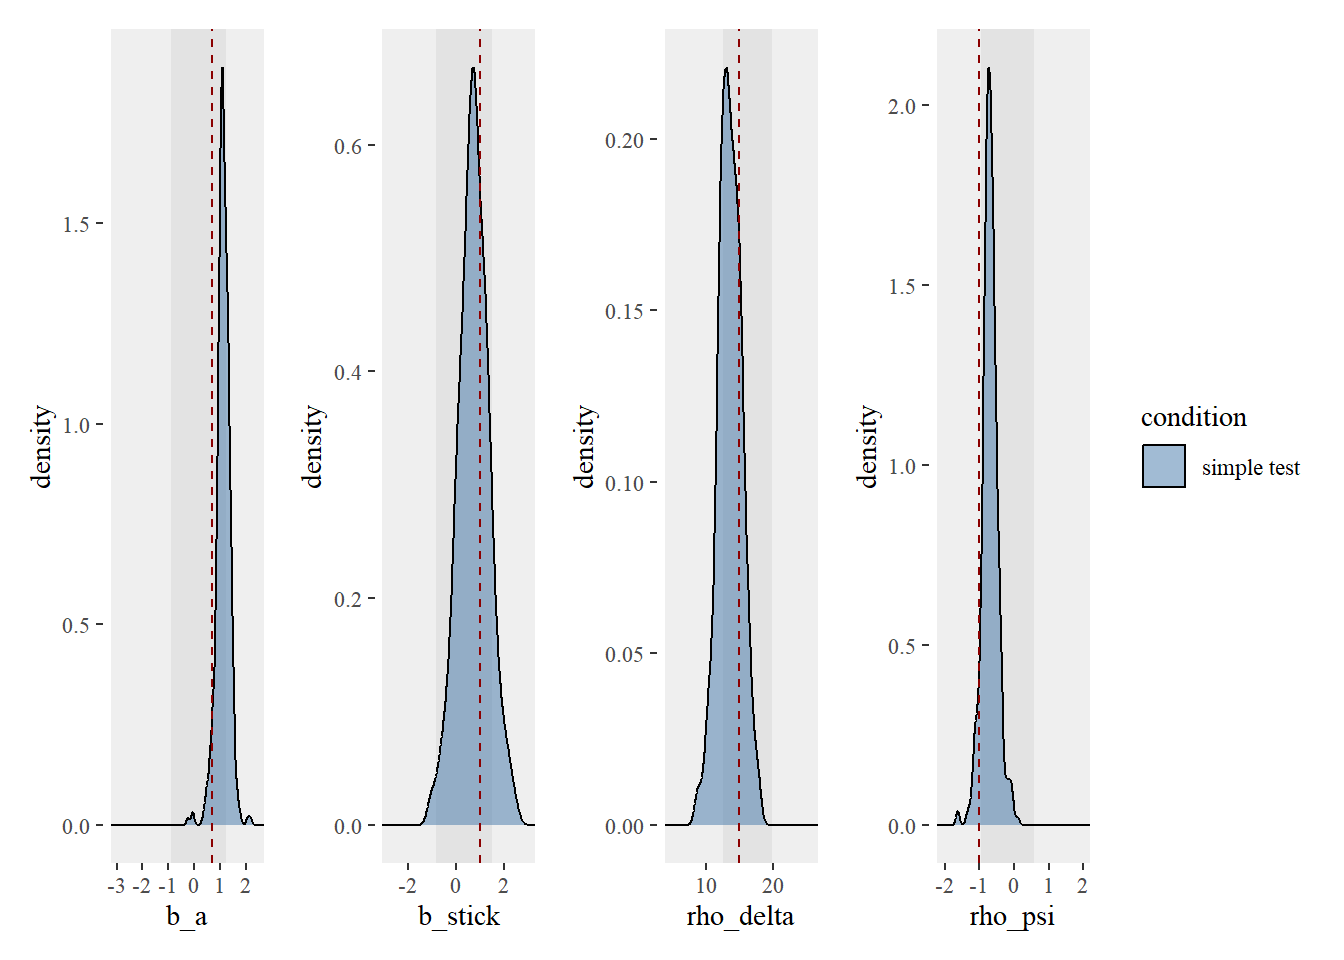 density
1.5
1.0
0.5
0.0
-3 -2 -1 0 1 2
b_a
density
0.6
0.4
0.2
0.0
-2 0 2
b_stick
density
0.20
0.15
0.10
0.05
0.00
10 20
rho_delta
density
2.0
1.5
1.0
0.5
0.0
-2 -1 0 1 2
rho_psi
condition
simple test